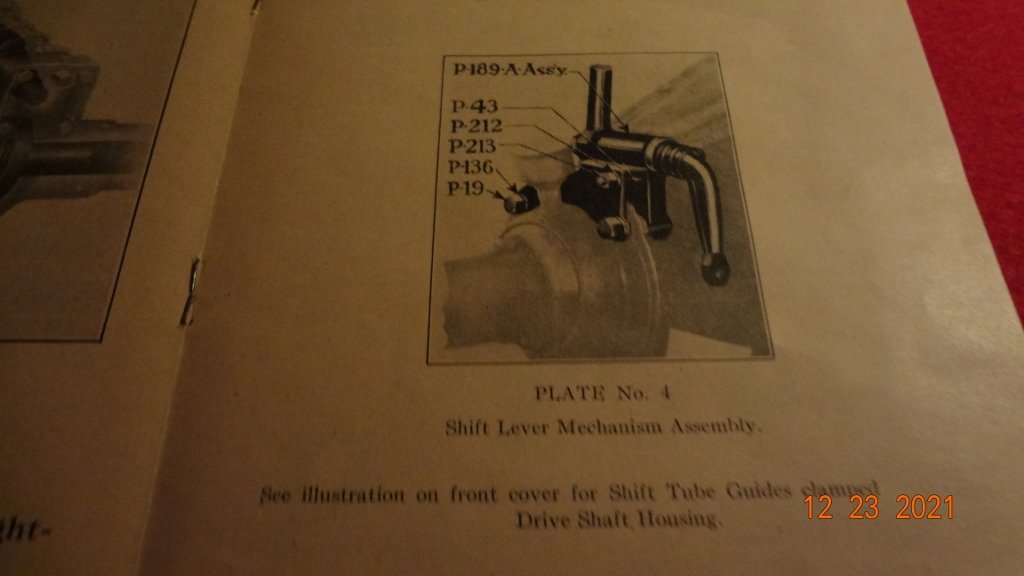 P-189-A-Ass'y.
P-43
P-212
P-213
P-136
P-19
PLATE No. 4
Shift Lever Mechanism Assembly.
See illustration on front cover for Shift Tube Guides clamped
Drive Shaft Housing.
ght-
12 23 2021